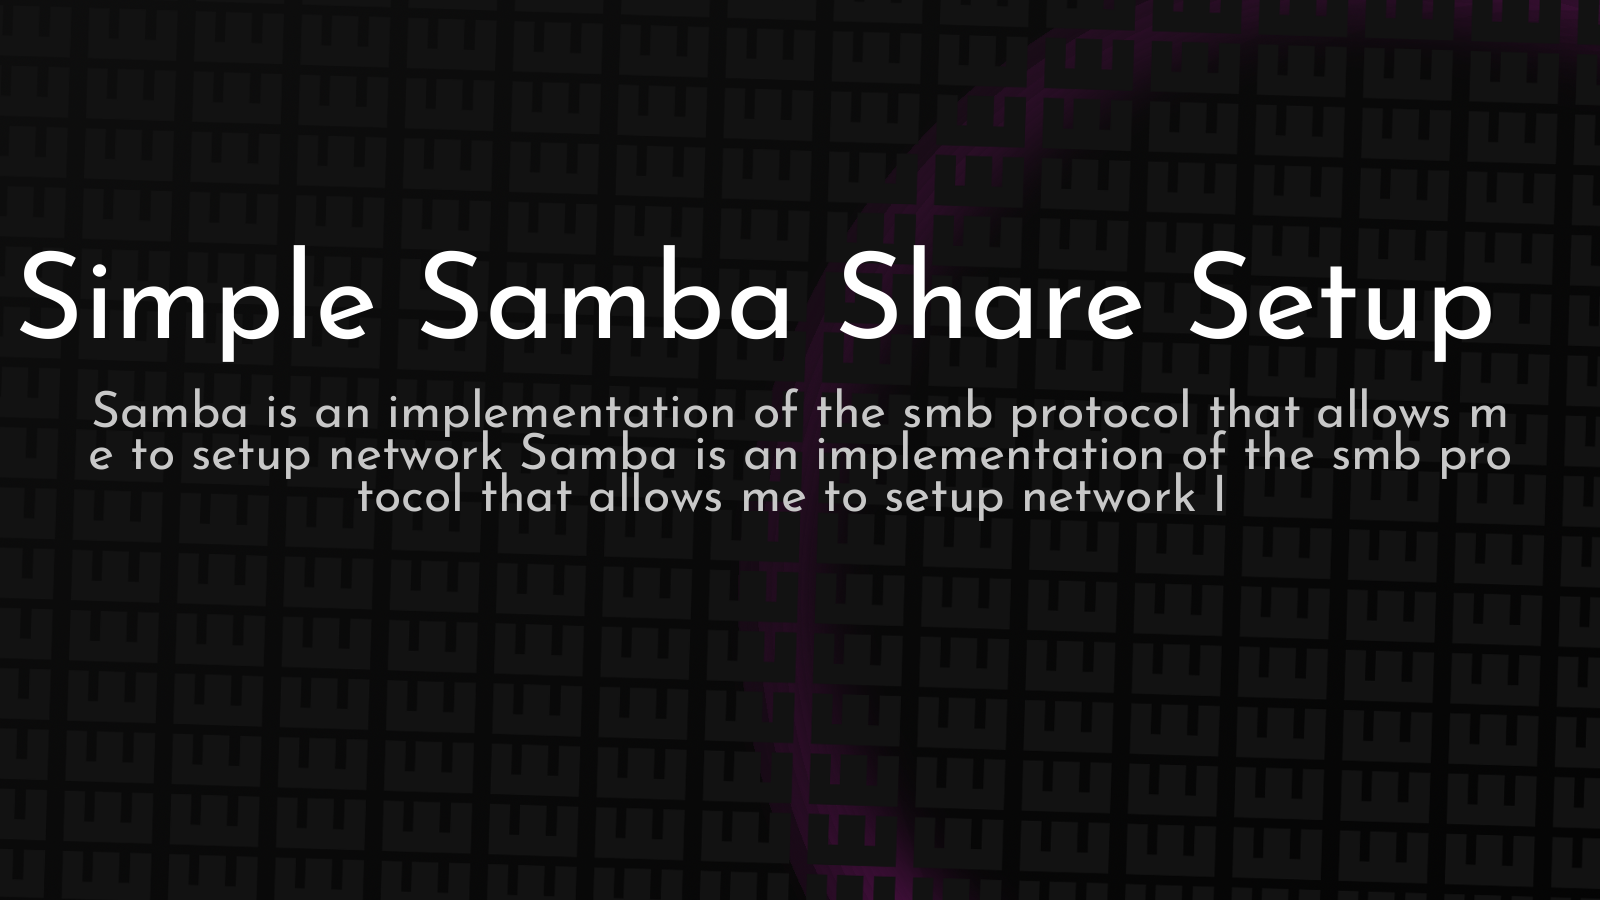 Simple Samba Share Setup
Samba is an implementation of the smb protocol that allows m
e to setup network Samba is an implementation of the smb pro
tocol that allows me to setup network I